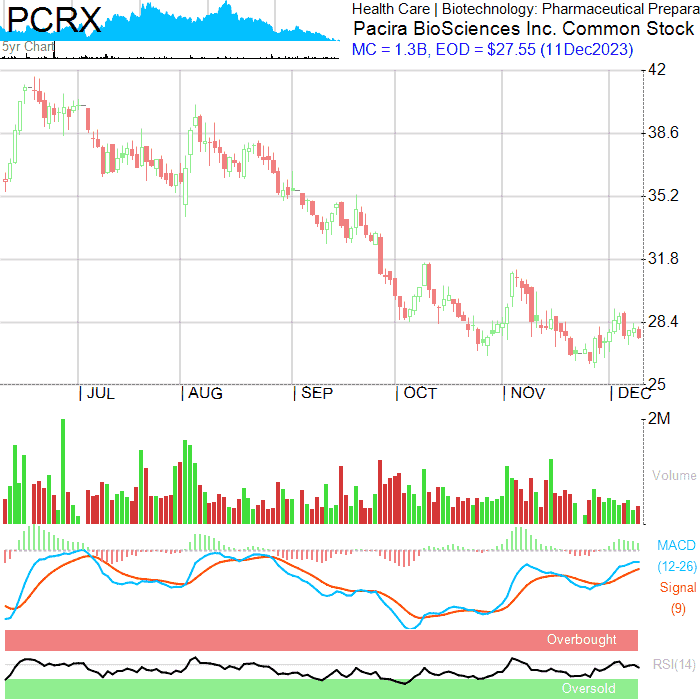 PCRX
5yr Chart
Health Care | Biotechnology: Pharmaceutical Prepara
Pacira BioSciences Inc. Common Stock
MC = 1.3B, EOD = $27.55 (11Dec2023)
42
38.6
35.2
31.8
28.4
25
| JUL | AUG | SEP | OCT | NOV | DEC
2M
Volume
MACD
(12-26)
Signal
(9)
Overbought
RSI(14)
Oversold